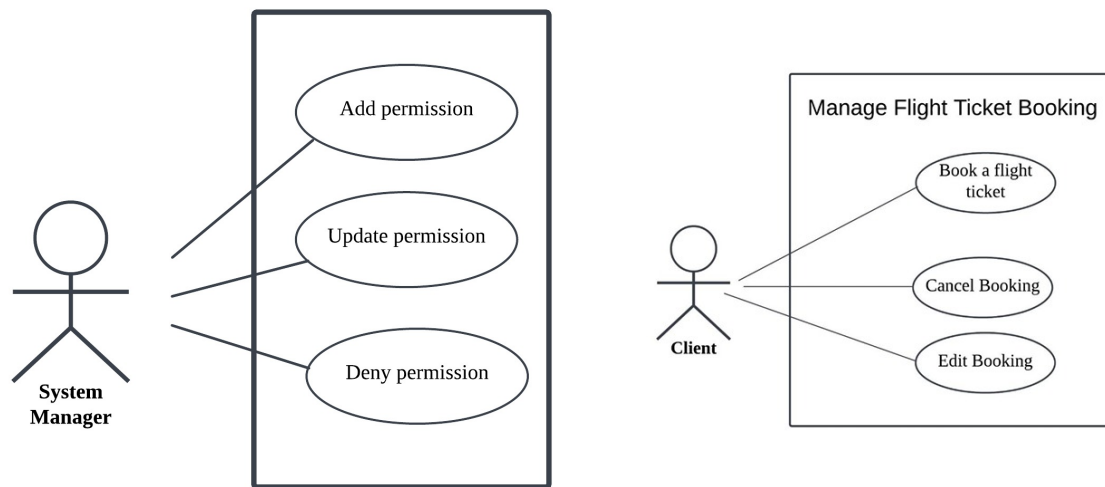 Add permission
Update permission
Deny permission
System
Manager
Manage Flight Ticket Booking
Book a flight
ticket
Cancel Booking
Edit Booking
Client